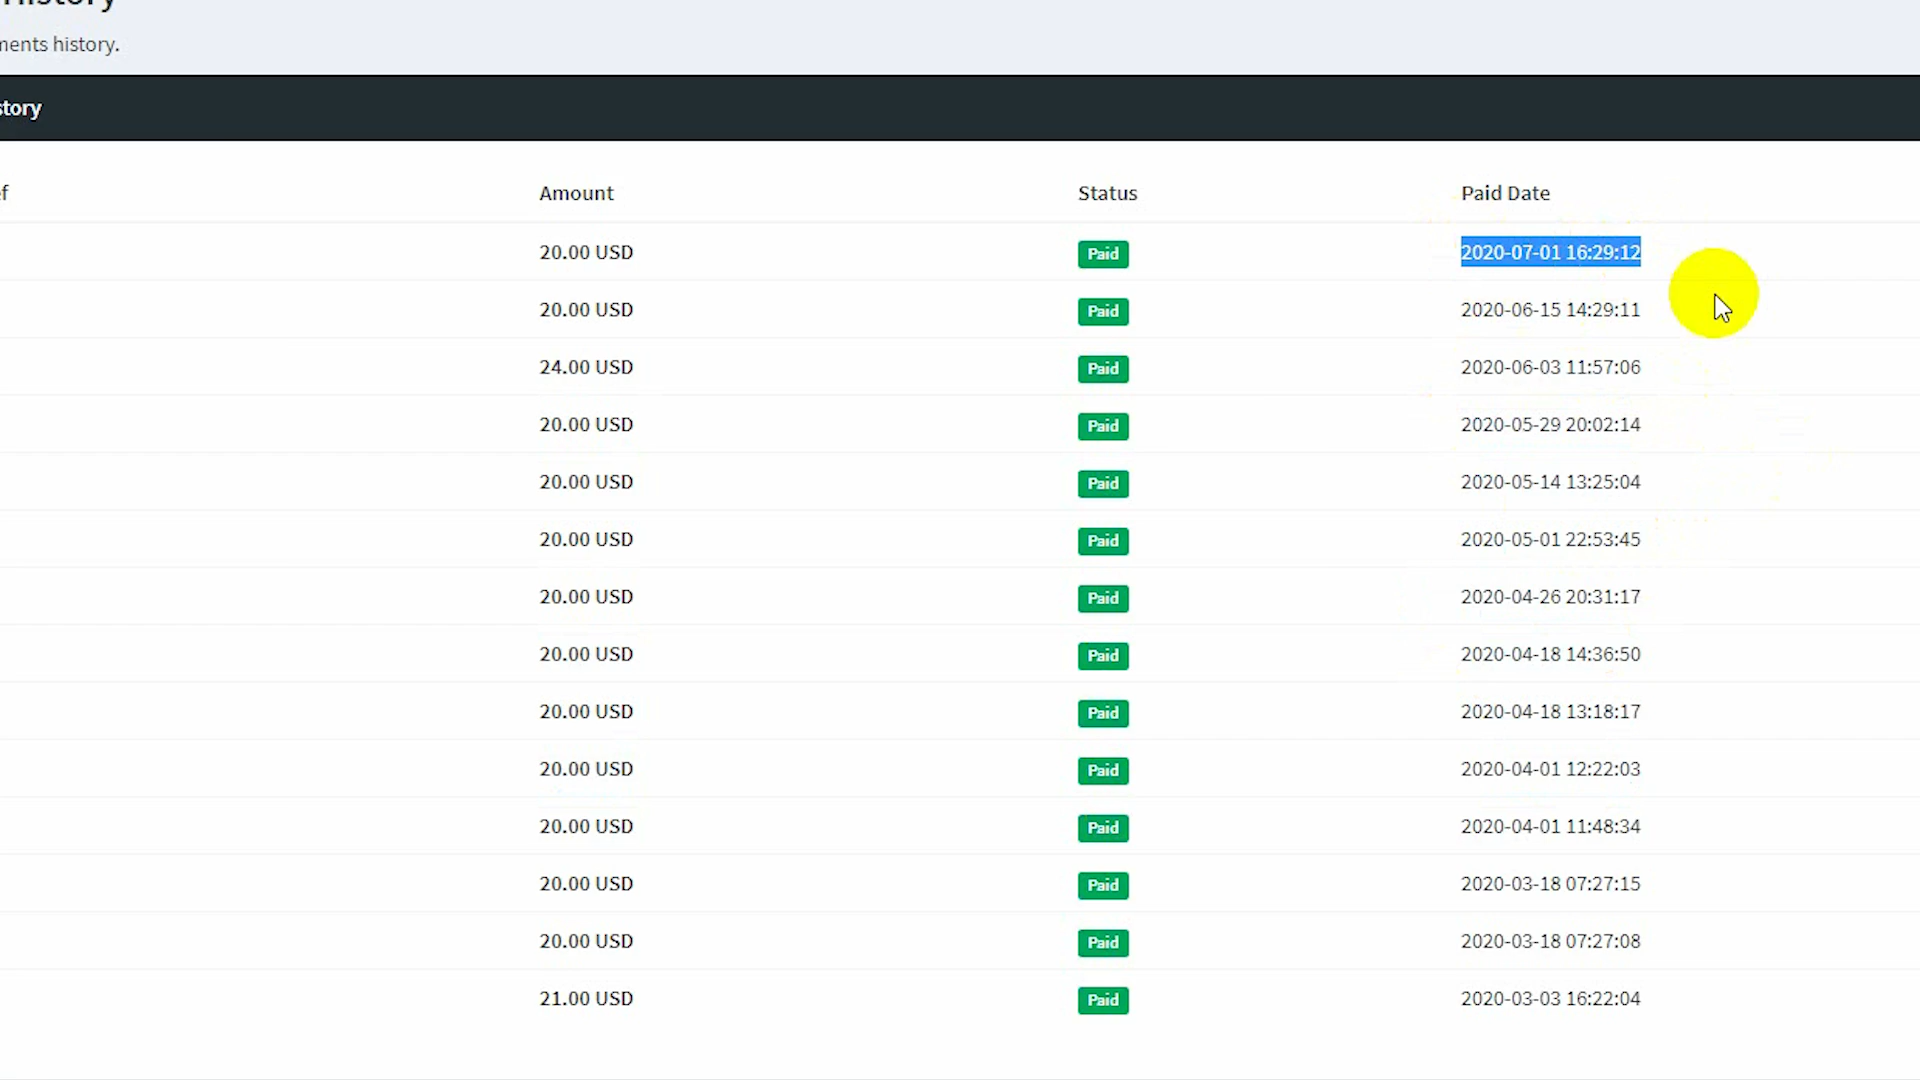 History
ments history.
story
f
Amount Status Paid Date
20.00 USD Paid 2020-07-01 16:29:12
20.00 USD Paid 2020-06-15 14:29:11
24.00 USD Paid 2020-06-03 11:57:06
20.00 USD Paid 2020-05-29 20:02:14
20.00 USD Paid 2020-05-14 13:25:04
20.00 USD Paid 2020-05-01 22:53:45
20.00 USD Paid 2020-04-26 20:31:17
20.00 USD Paid 2020-04-18 14:36:50
20.00 USD Paid 2020-04-18 13:18:17
20.00 USD Paid 2020-04-01 12:22:03
20.00 USD Paid 2020-04-01 11:48:34
20.00 USD Paid 2020-03-18 07:27:15
20.00 USD Paid 2020-03-18 07:27:08
21.00 USD Paid 2020-03-03 16:22:04